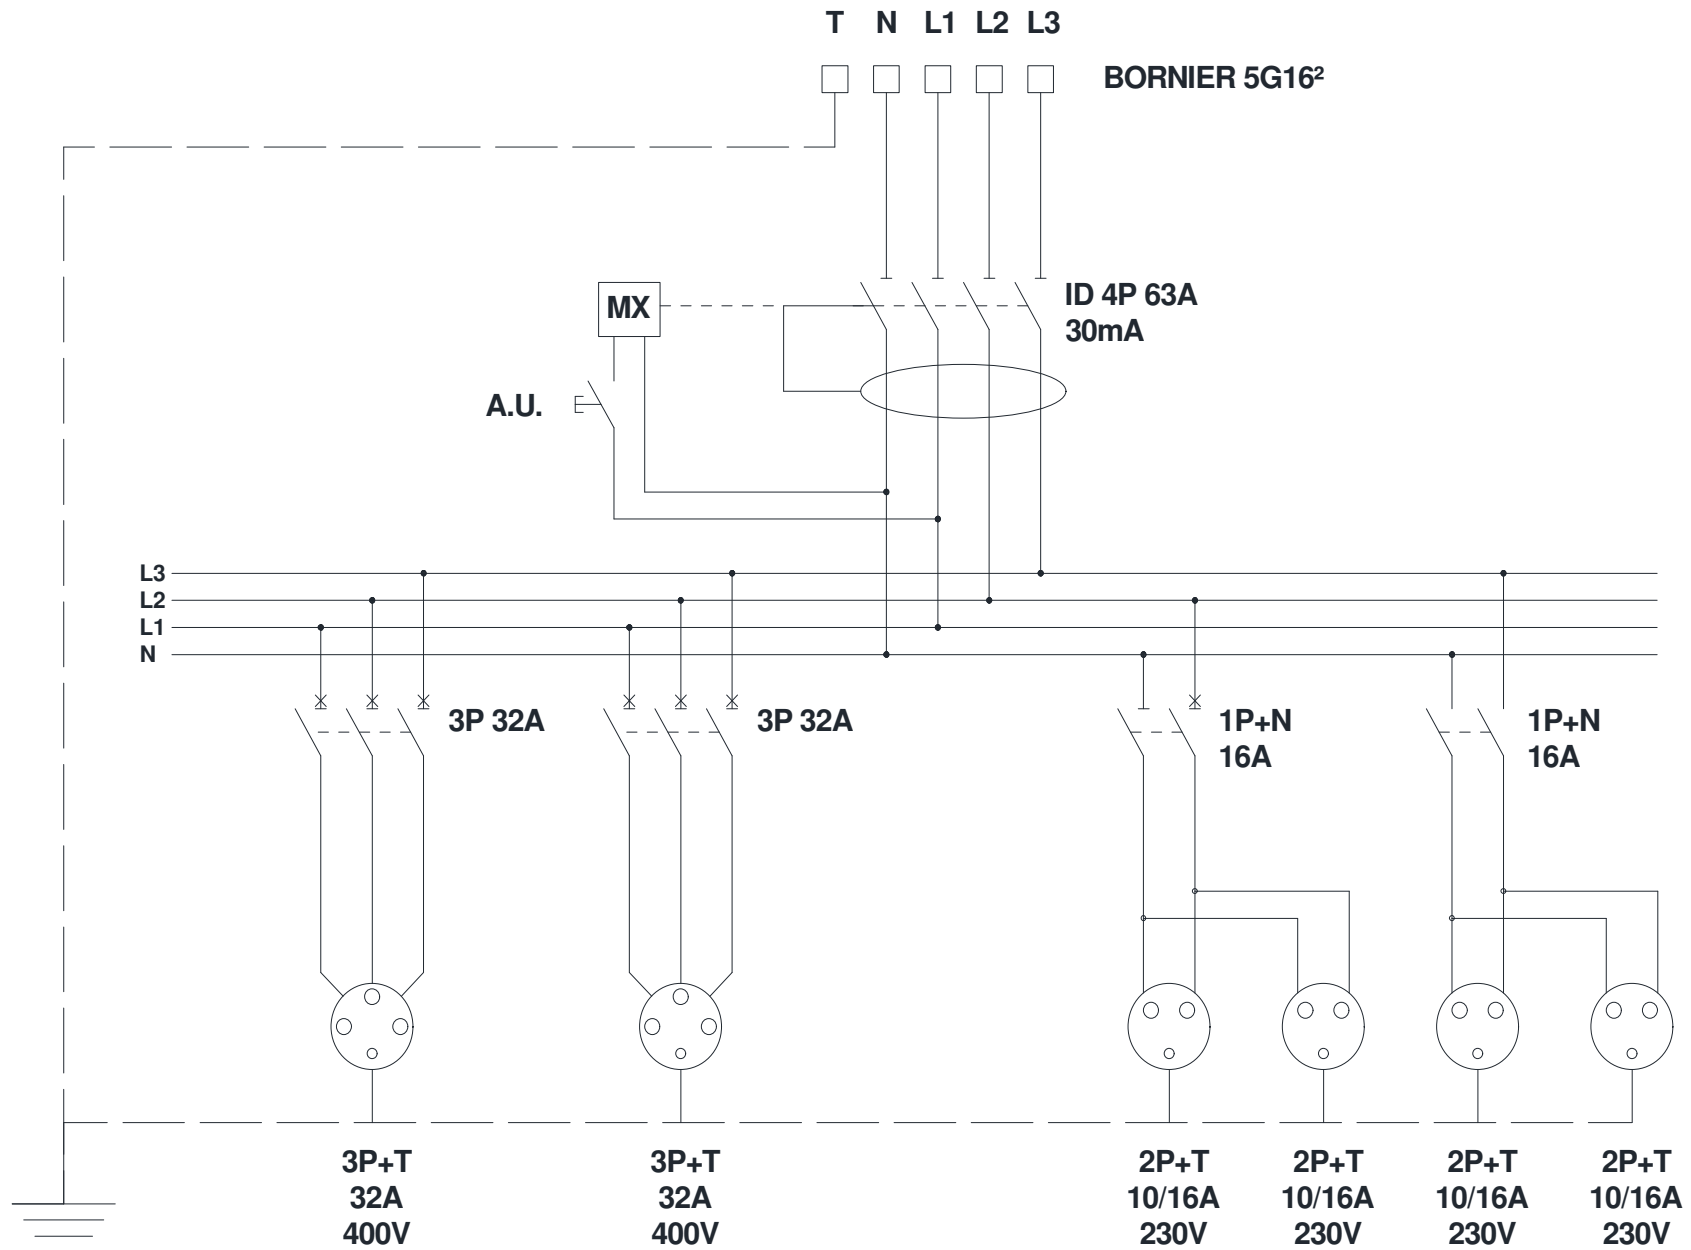 T N L1 L2 L3
BORNIER 5G16²
ID 4P 63A
30mA
MX
A.U.
L3
L2
L1
N
3P 32A
3P 32A
1P+N
16A
1P+N
16A
3P+T
32A
400V
3P+T
32A
400V
2P+T
10/16A
230V
2P+T
10/16A
230V
2P+T
10/16A
230V
2P+T
10/16A
230V